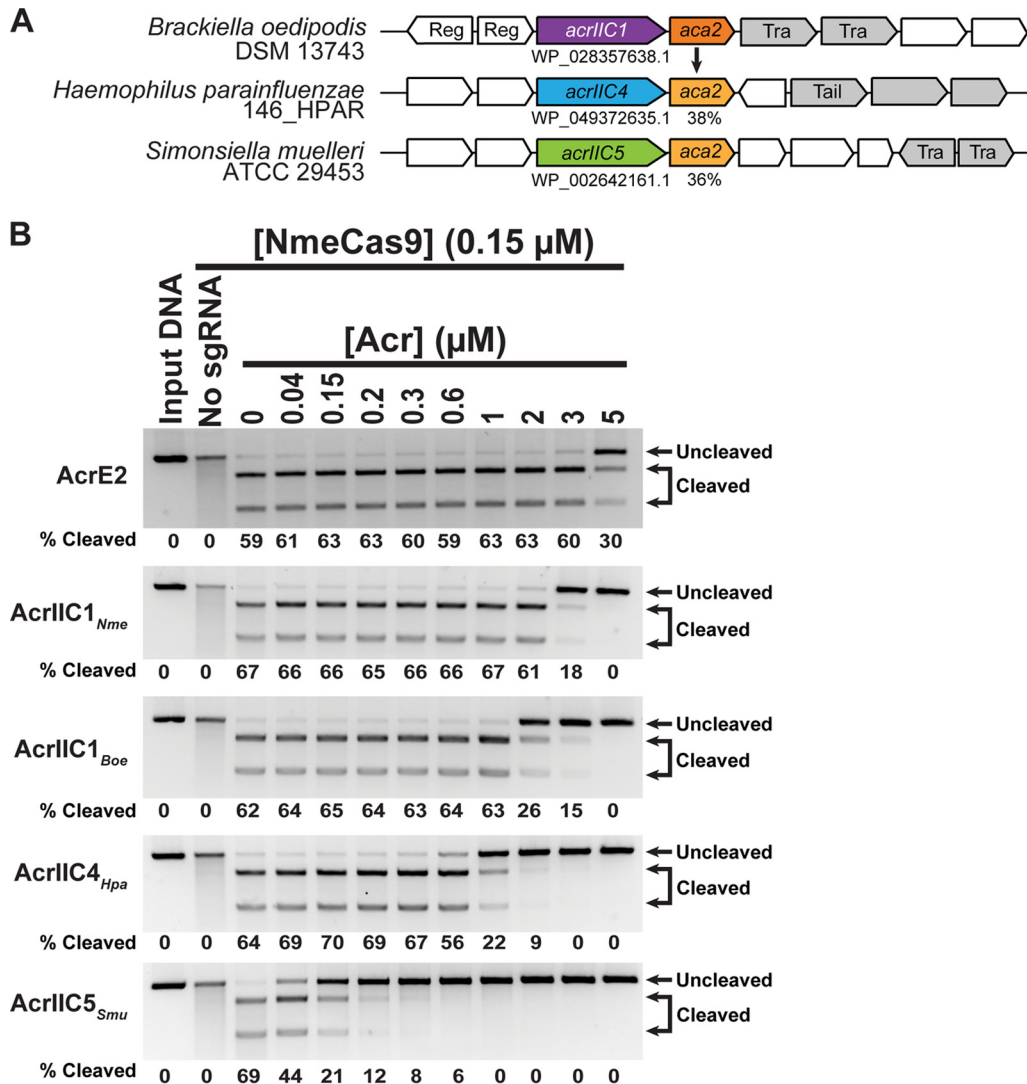 A
Brackiella oedipodis
DSM 13743
Reg Reg acrIIC1 aca2 Tra Tra
WP_028357638.1
Haemophilus parainfluenzae
146_HPAR
acrIIC4 aca2 Tail
WP_049372635.1 38%
Simonsiella muelleri
ATCC 29453
acrIIC5 aca2 Tra Tra
WP_002642161.1 36%
B
[NmeCas9] (0.15 µM)
Input DNA
No sgRNA
[Acr] (µM)
0 0.04 0.15 0.2 0.3 0.6 1 2 3 5
AcrE2
Uncleaved
Cleaved
% Cleaved 0 0 59 61 63 63 60 59 63 63 60 30
AcrIIC1Nme
Uncleaved
Cleaved
% Cleaved 0 0 67 66 66 65 66 66 67 61 18 0
AcrIIC1Boe
Uncleaved
Cleaved
% Cleaved 0 0 62 64 65 64 63 64 63 26 15 0
AcrIIC4Hpa
Uncleaved
Cleaved
% Cleaved 0 0 64 69 70 69 67 56 22 9 0 0
AcrIIC5Smu
Uncleaved
Cleaved
% Cleaved 0 0 69 44 21 12 8 6 0 0 0 0